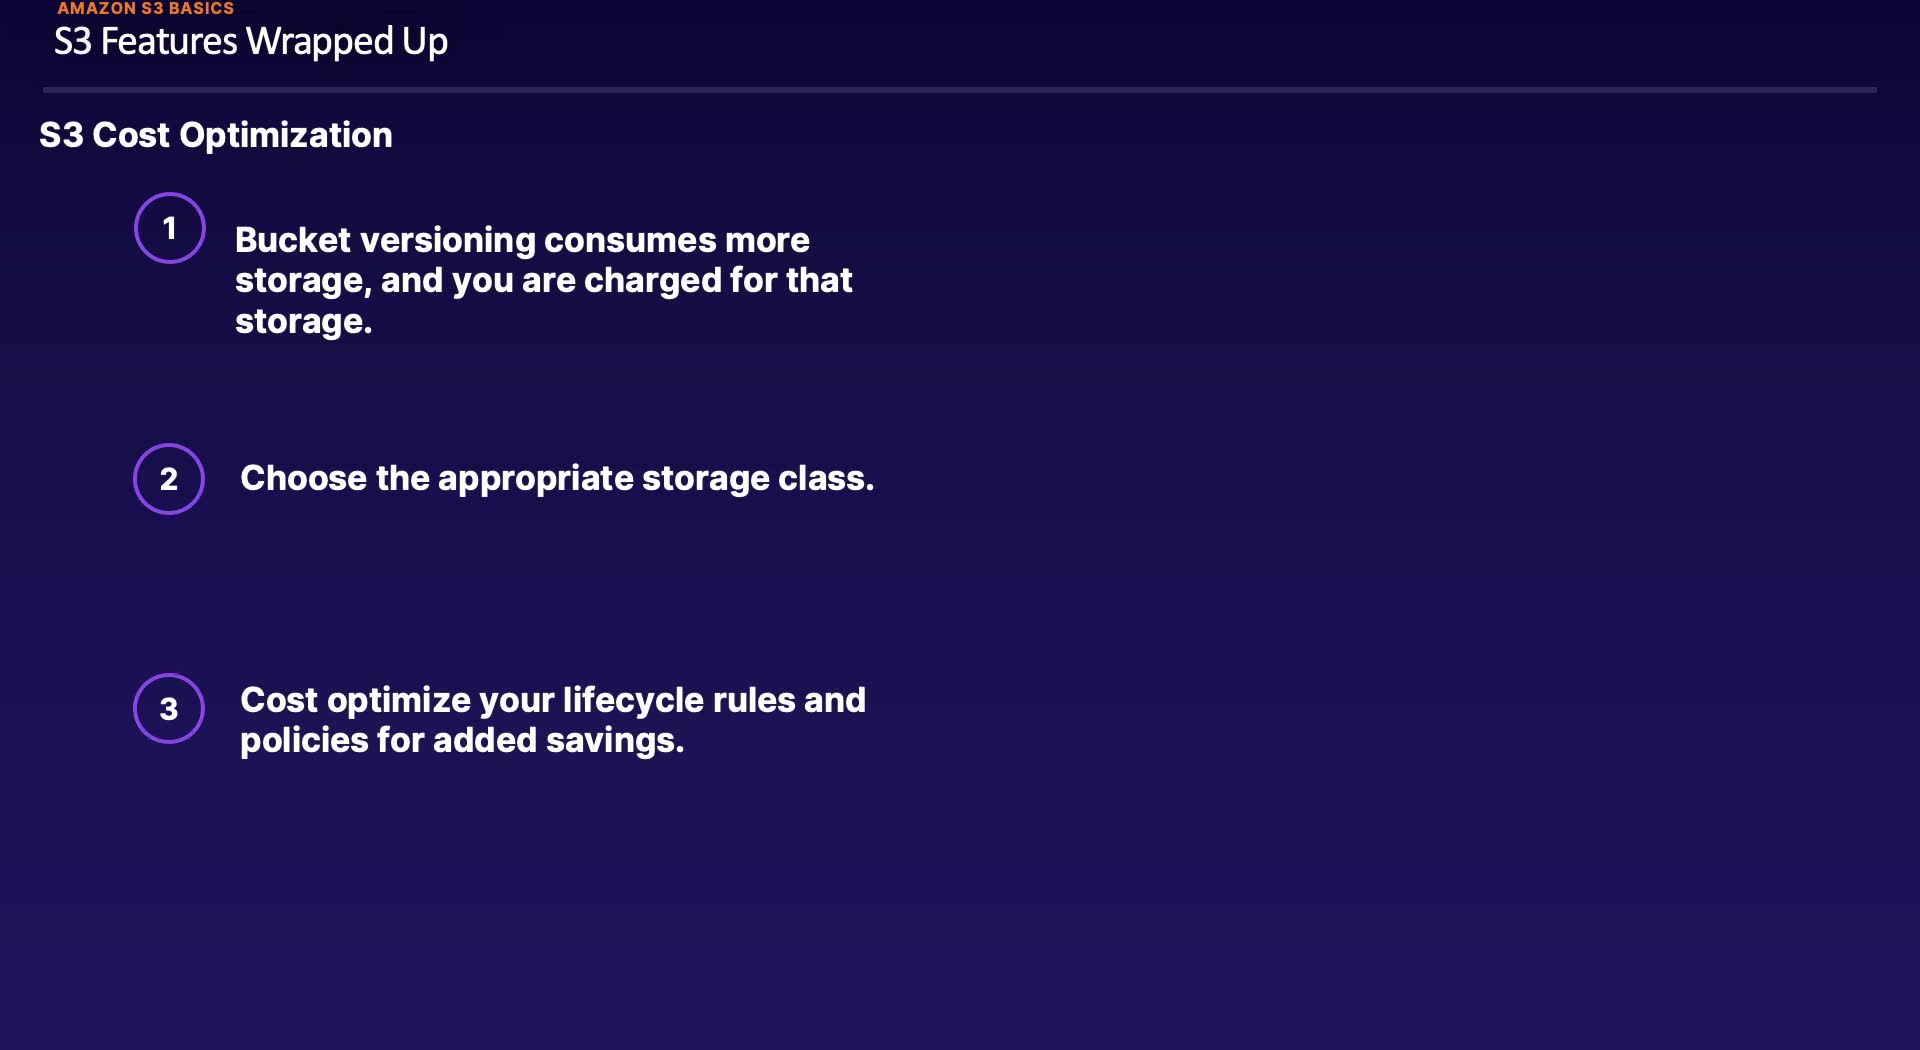 AMAZON S3 BASICS
S3 Features Wrapped Up
S3 Cost Optimization
1
Bucket versioning consumes more
storage, and you are charged for that
storage.
2
Choose the appropriate storage class.
3
Cost optimize your lifecycle rules and
policies for added savings.